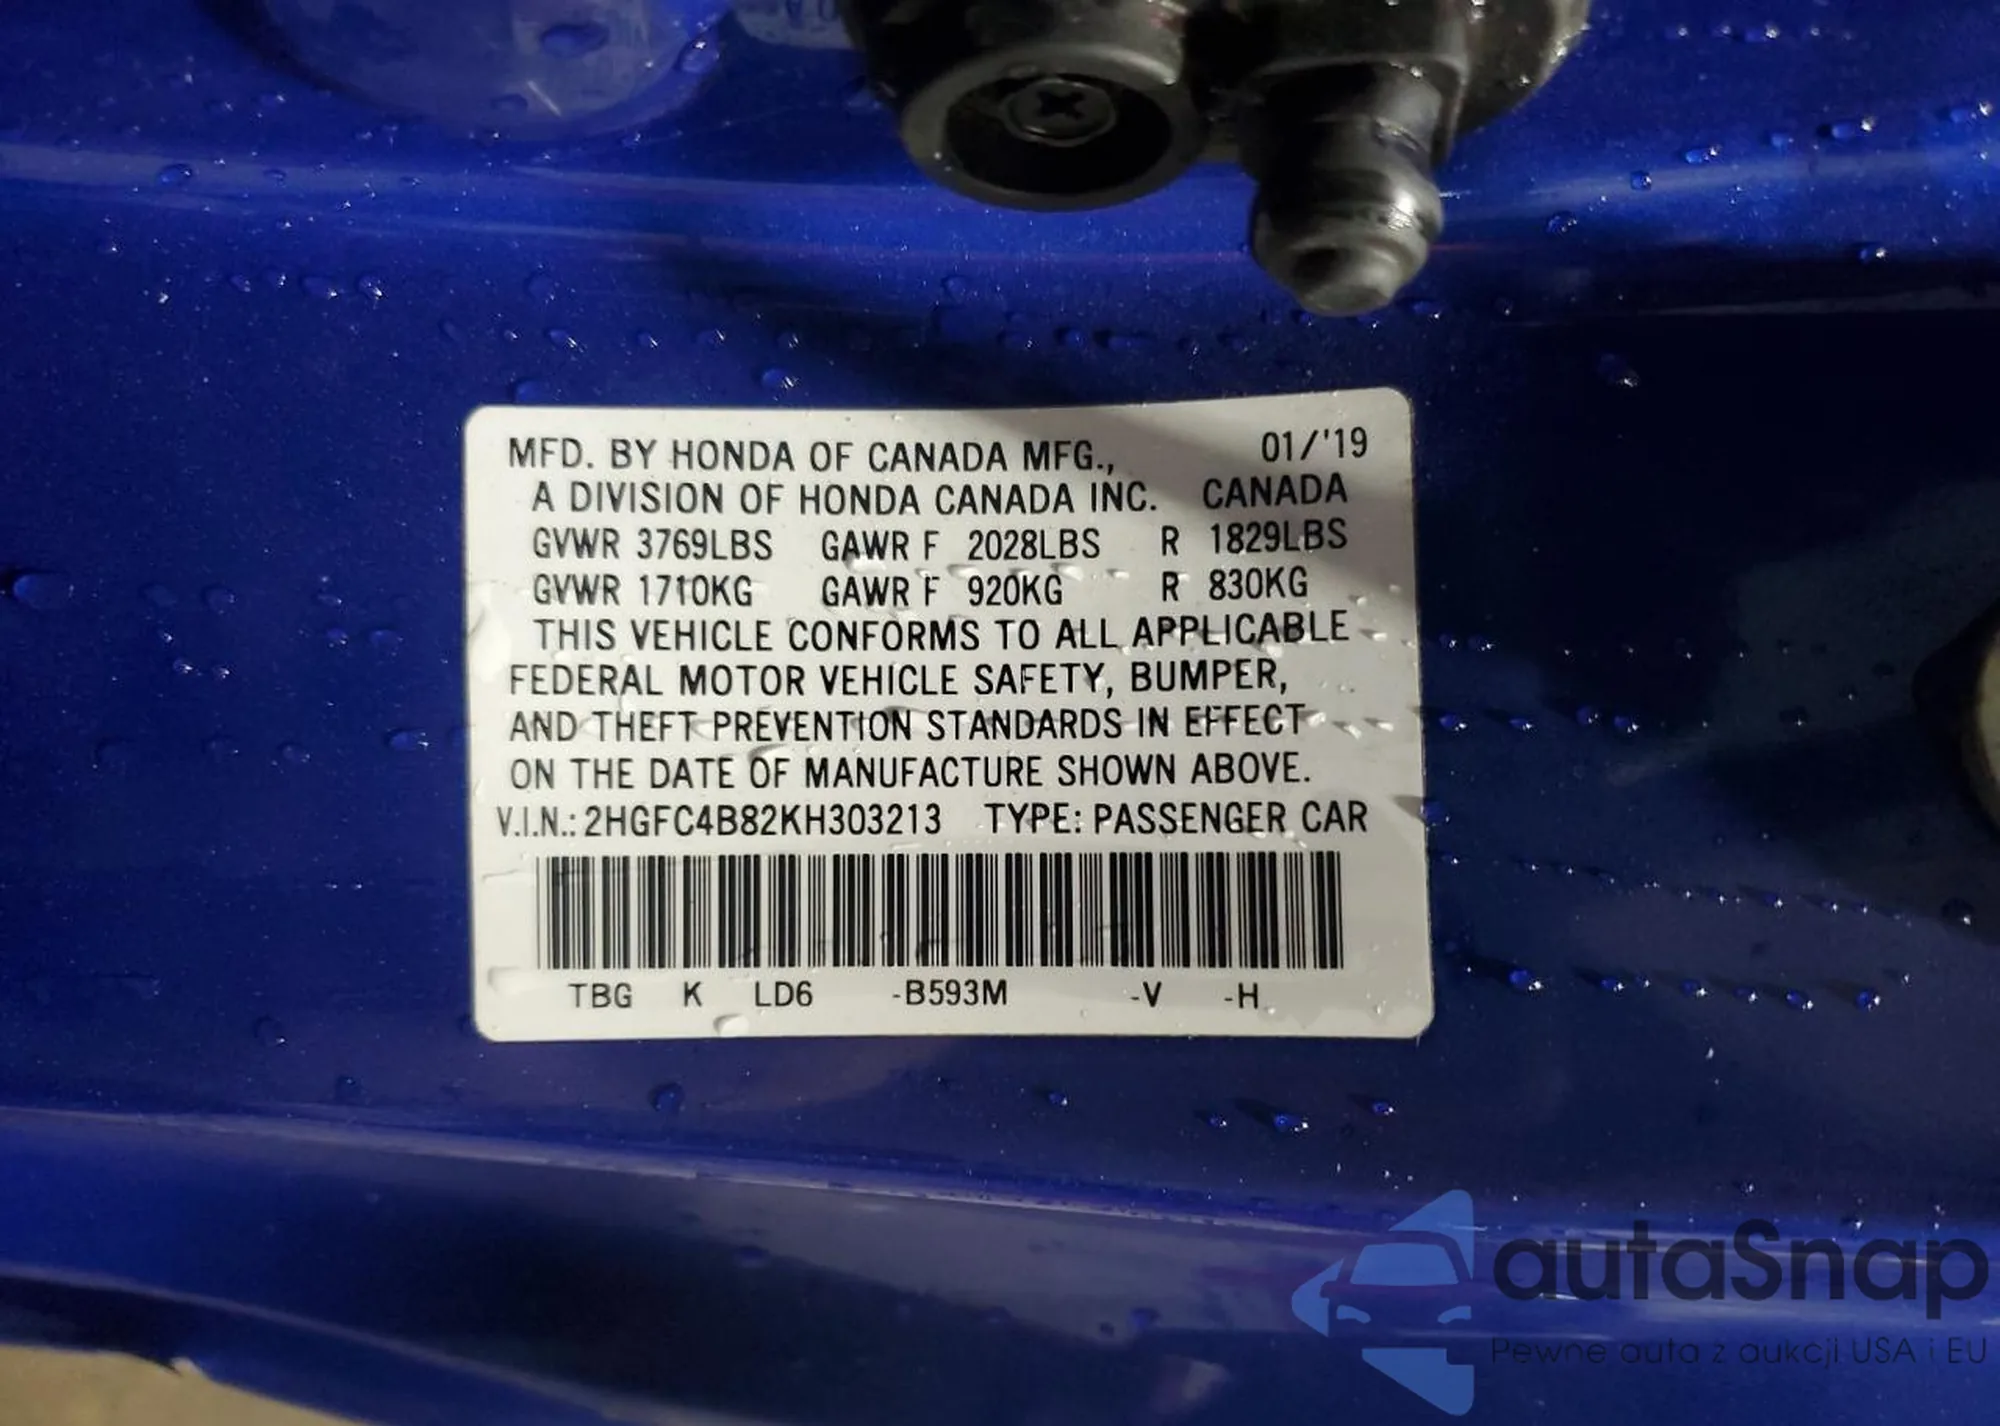 MFD. BY HONDA OF CANADA MFG., 01/'19
A DIVISION OF HONDA CANADA INC. CANADA
GVWR 3769LBS GAWR F 2028LBS R 1829LBS
GVWR 1710KG GAWR F 920KG R 830KG
THIS VEHICLE CONFORMS TO ALL APPLICABLE
FEDERAL MOTOR VEHICLE SAFETY, BUMPER,
AND THEFT PREVENTION STANDARDS IN EFFECT
ON THE DATE OF MANUFACTURE SHOWN ABOVE.
V.I.N.: 2HGFC4B82KH303213 TYPE: PASSENGER CAR
TBG K LD6 -B593M -V -H
autaSnap
Pewne auta z aukcji USA i EU